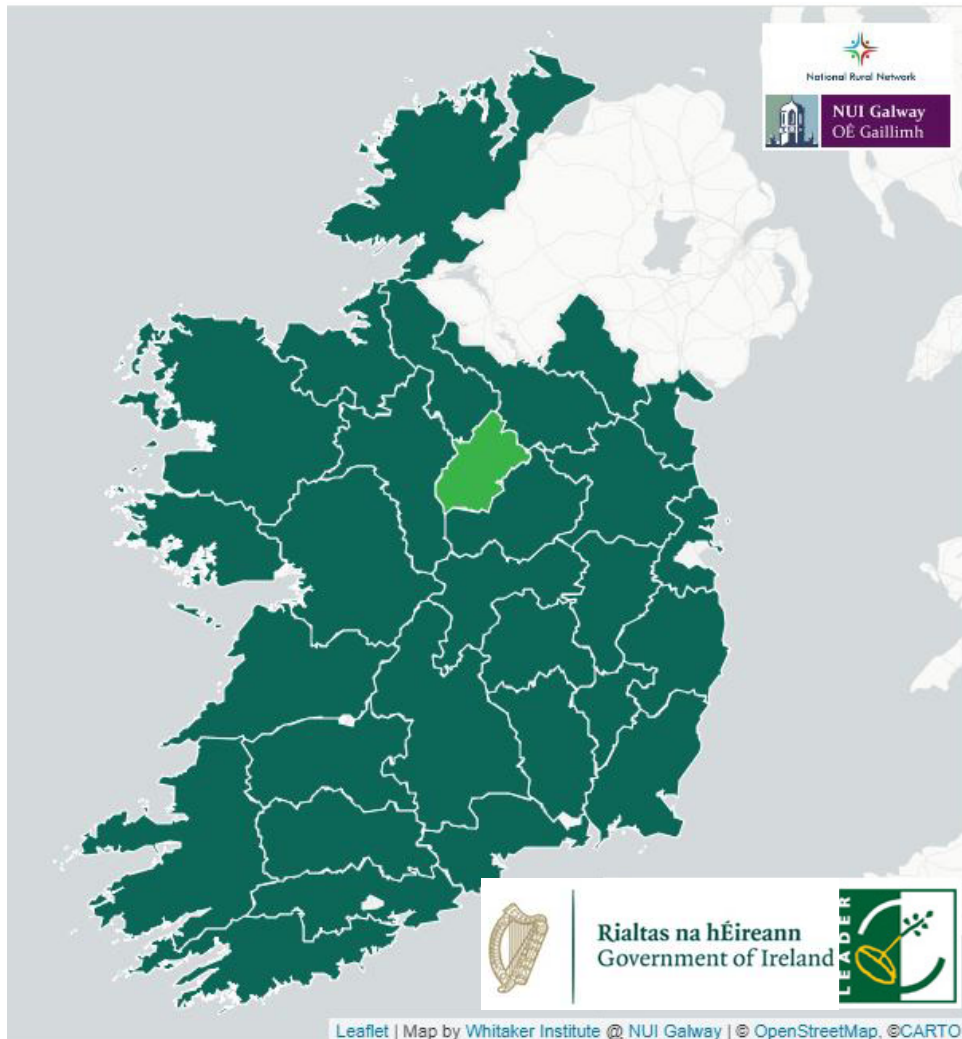 National Rural Network
NUI Galway
OÉ Gaillimh
Rialtas na hÉireann
Government of Ireland
LEADER
Leaflet | Map by Whitaker Institute @ NUI Galway | © OpenStreetMap, ©CARTO